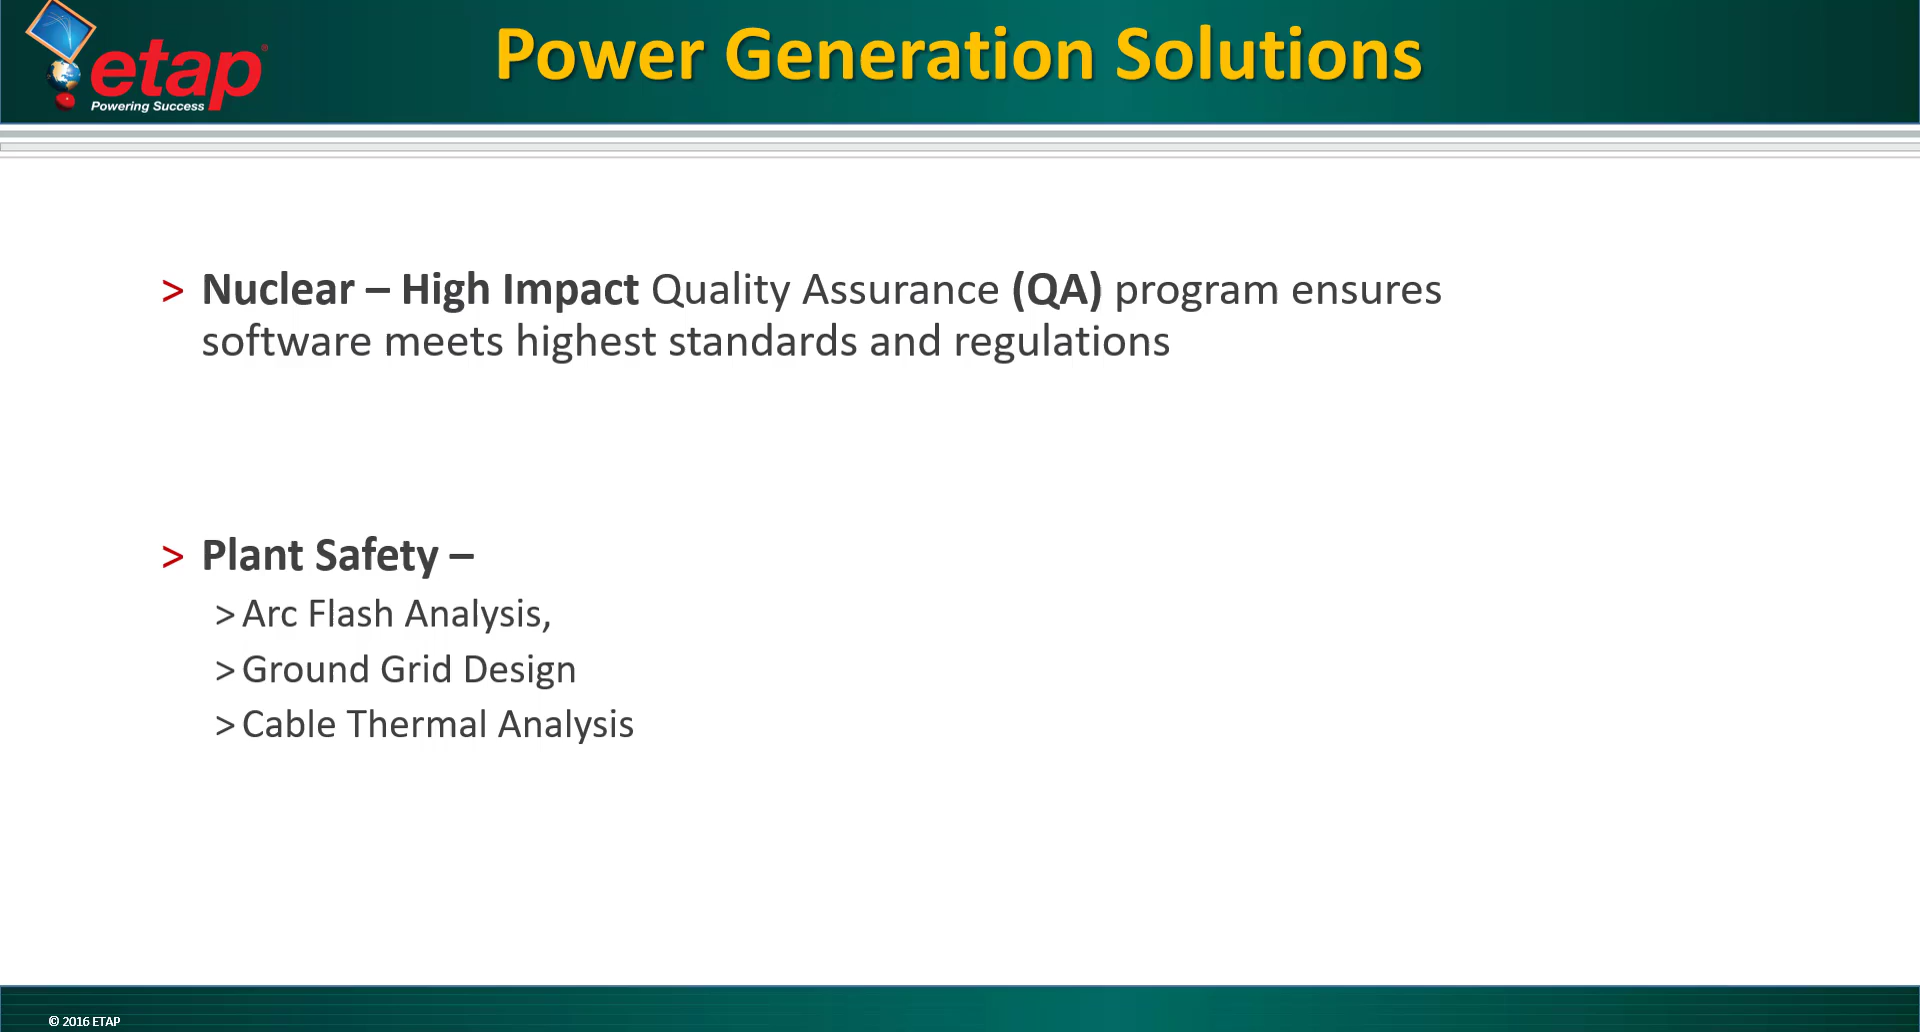 etap®
Powering Success
Power Generation Solutions
> Nuclear – High Impact Quality Assurance (QA) program ensures
software meets highest standards and regulations
> Plant Safety –
> Arc Flash Analysis,
> Ground Grid Design
> Cable Thermal Analysis
© 2016 ETAP